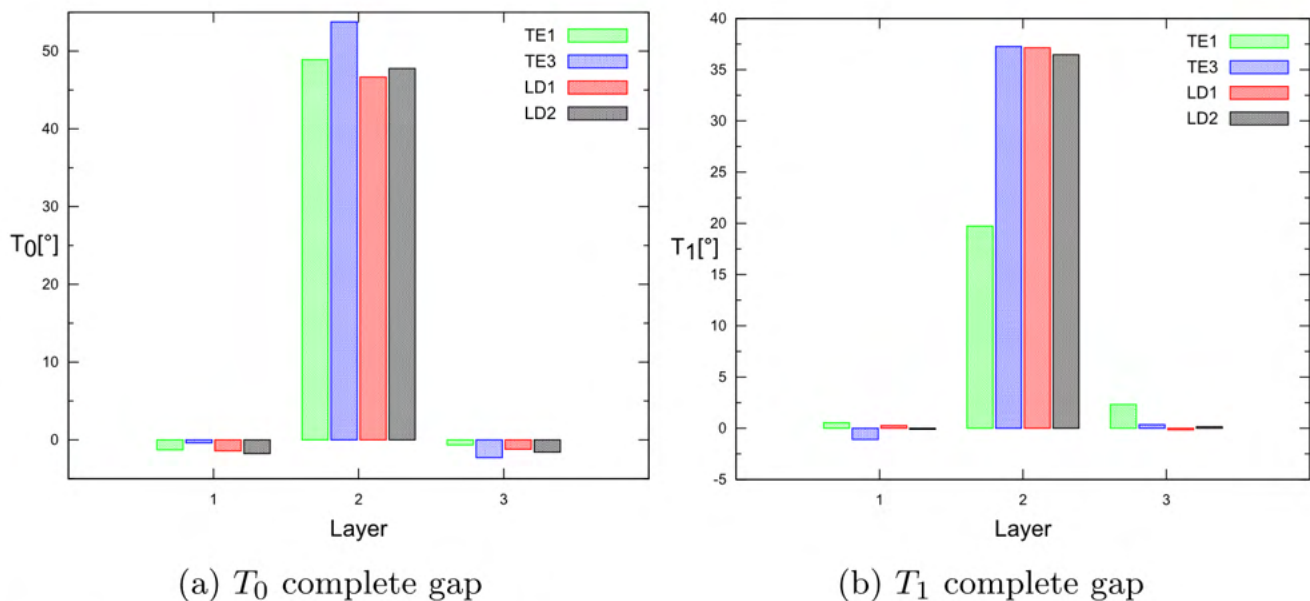 TE1
TE3
LD1
LD2
50
40
30
20
10
0
T0[°]
1 2 3
Layer
(a) T0 complete gap
TE1
TE3
LD1
LD2
40
35
30
25
20
15
10
5
0
-5
T1[°]
1 2 3
Layer
(b) T1 complete gap